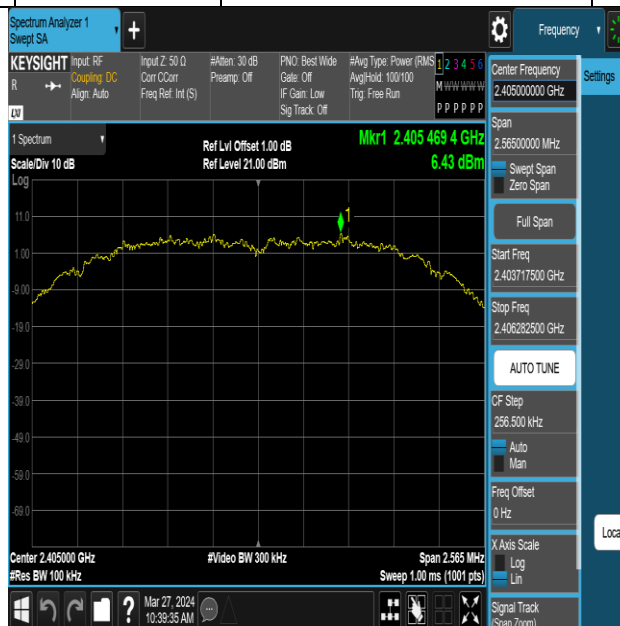 Spectrum Analyzer 1
Swept SA
+
Frequency
KEYSIGHT
R
LXI
Input: RF
Coupling: DC
Align: Auto
Input Z: 50 Ω
Corr CCorr
Freq Ref: Int (S)
#Atten: 30 dB
Preamp: Off
PNO: Best Wide
Gate: Off
IF Gain: Low
Sig Track: Off
#Avg Type: Power (RMS
Avg|Hold: 100/100
Trig: Free Run
1 2 3 4 5 6
M W W W W W
P P P P P P
1 Spectrum
Scale/Div 10 dB
Log
Ref Lvl Offset 1.00 dB
Ref Level 21.00 dBm
Mkr1 2.405 469 4 GHz
6.43 dBm
1
11.0
1.00
-9.00
-19.0
-29.0
-39.0
-49.0
-59.0
-69.0
Center 2.405000 GHz
#Res BW 100 kHz
#Video BW 300 kHz
Span 2.565 MHz
Sweep 1.00 ms (1001 pts)
Mar 27, 2024
10:39:35 AM
?
Center Frequency
2.405000000 GHz
Span
2.56500000 MHz
Swept Span
Zero Span
Full Span
Start Freq
2.403717500 GHz
Stop Freq
2.406282500 GHz
AUTO TUNE
CF Step
256.500 kHz
Auto
Man
Freq Offset
0 Hz
X Axis Scale
Log
Lin
Signal Track
(Span Zoom)
Settings
Loca